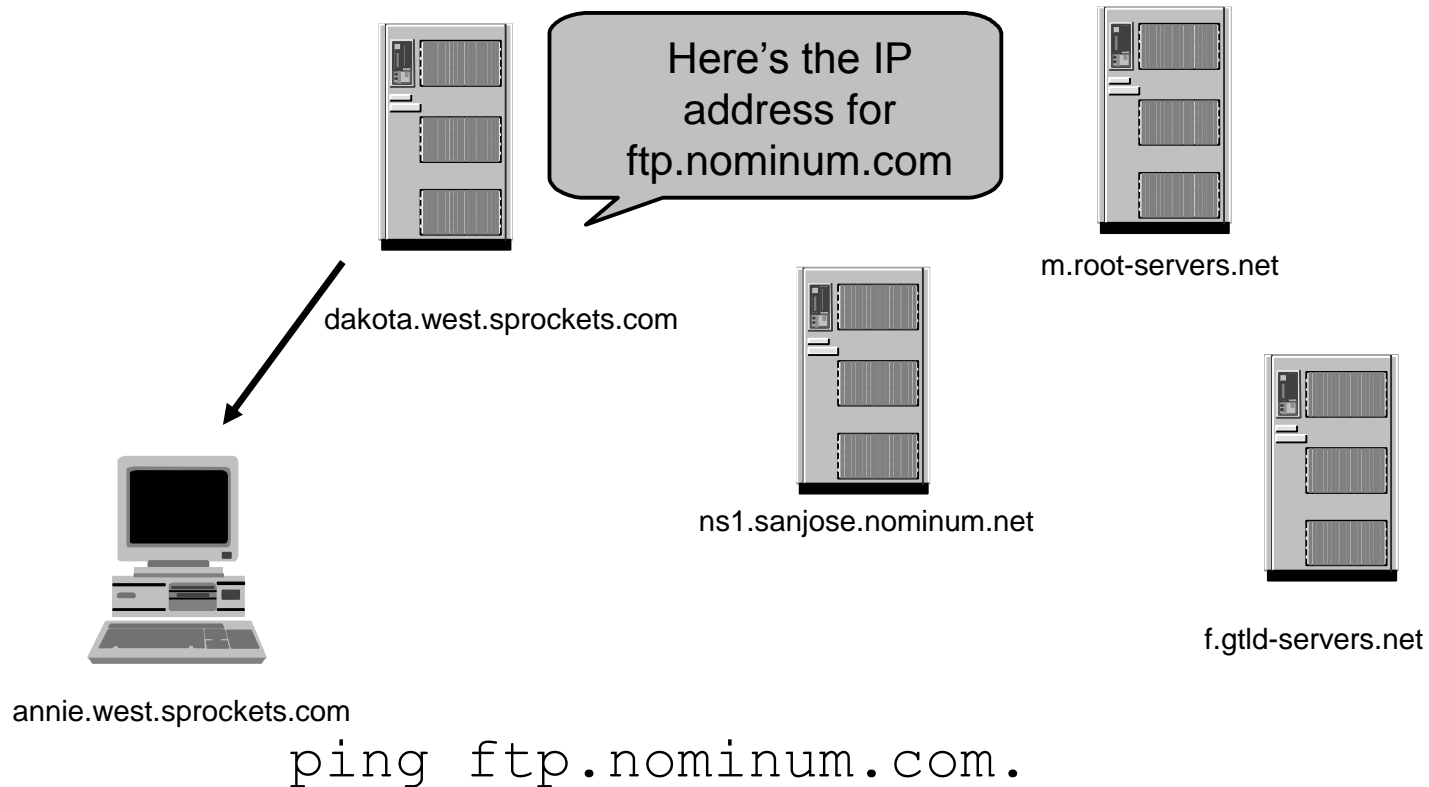 Here’s the IP
address for
ftp.nominum.com
m.root-servers.net
dakota.west.sprockets.com
ns1.sanjose.nominum.net
f.gtld-servers.net
annie.west.sprockets.com
ping ftp.nominum.com.